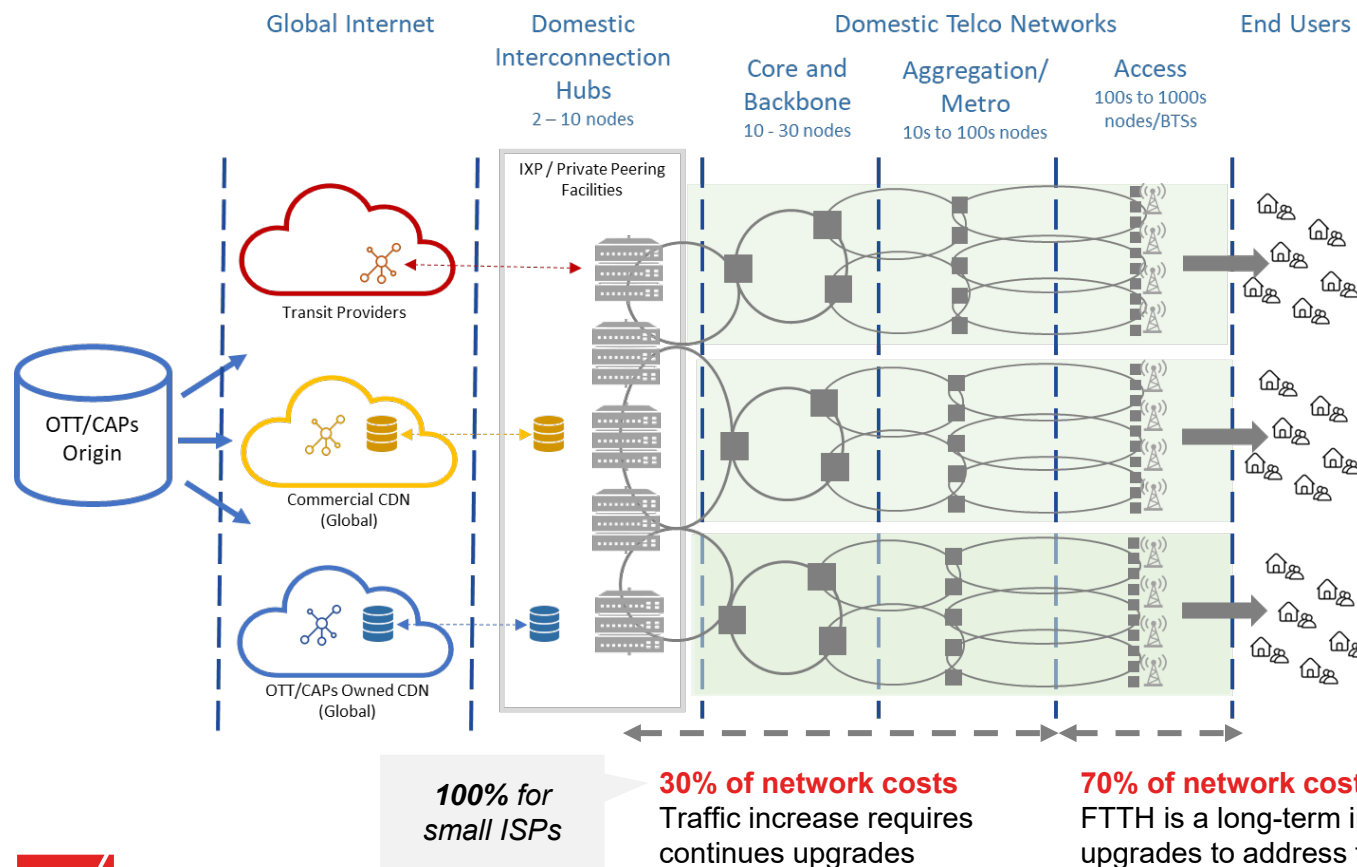 Global Internet
Domestic
Interconnection
Hubs
2 – 10 nodes
Domestic Telco Networks
Core and
Backbone
10 - 30 nodes
Aggregation/
Metro
10s to 100s nodes
Access
100s to 1000s
nodes/BTSs
End Users
IXP / Private Peering
Facilities
Transit Providers
OTT/CAPs
Origin
Commercial CDN
(Global)
OTT/CAPs Owned CDN
(Global)
100% for
small ISPs
30% of network costs
Traffic increase requires
continues upgrades
70% of network cost
FTTH is a long-term i
upgrades to address